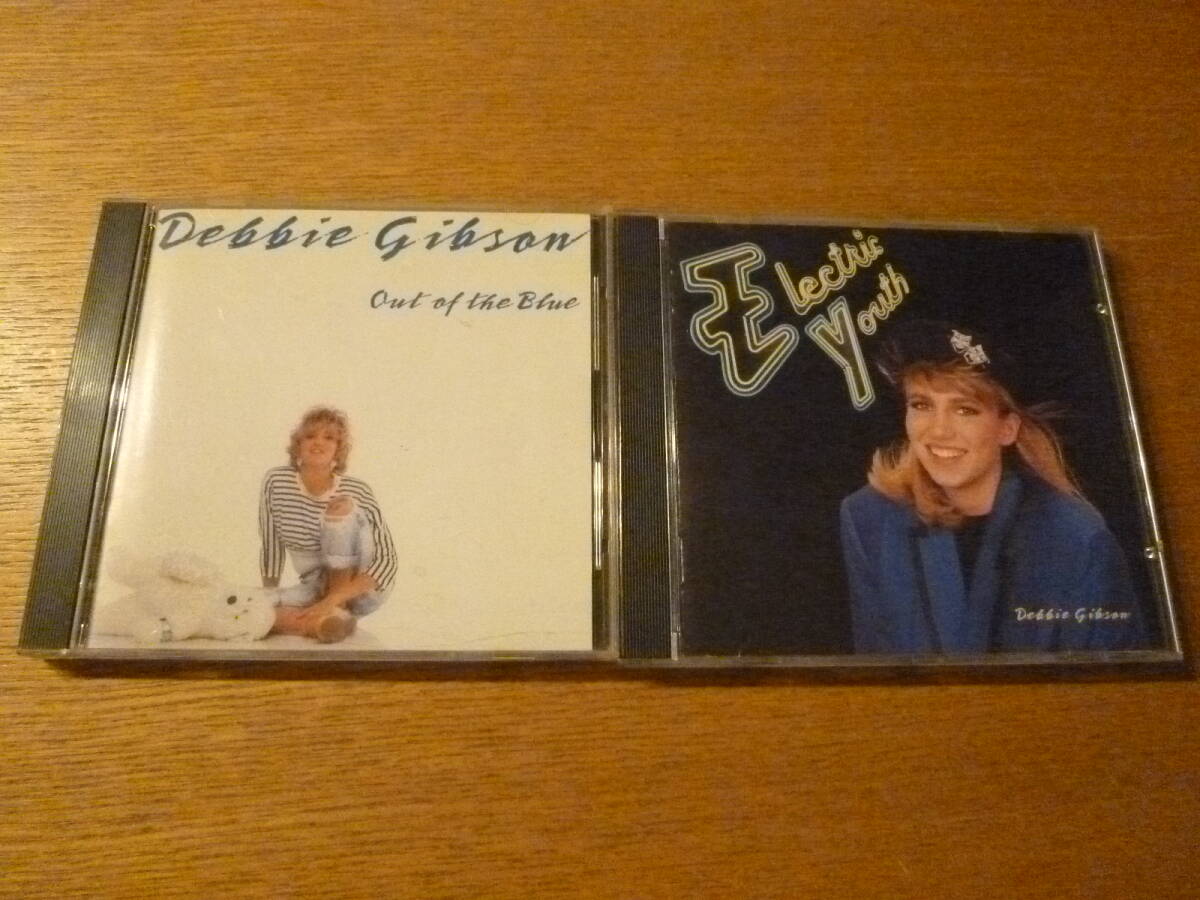 Debbie Gibson
Out of the Blue
Electric
Youth
Debbie Gibson